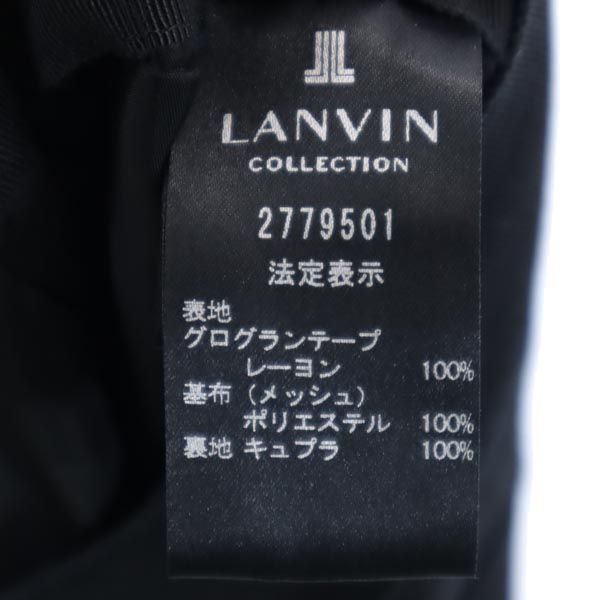 JL
LANVIN
COLLECTION
2779501
法定表示
表地
グログランテープ
レーヨン 100%
基布(メッシュ)
ポリエステル 100%
裏地 キュプラ 100%